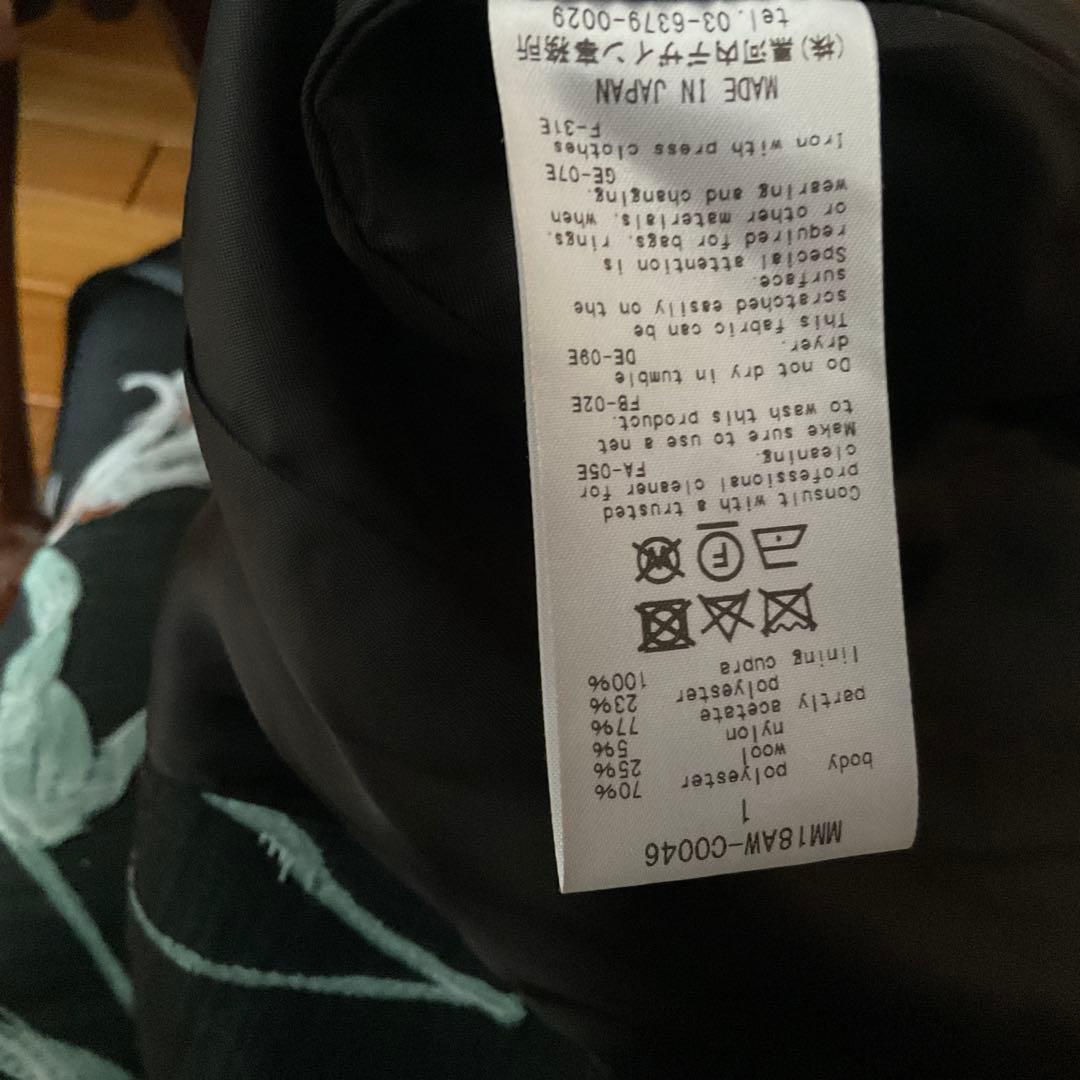 MM18AW-CO046
1
body polyester 70%
wool 25%
nylon 5%
partly acetate 77%
polyester 23%
lining cupra 100%
W
F
Consult with a trusted
professional cleaner for
cleaning. FA-05E
Make sure to use a net
to wash this product.
FB-02E
Do not dry in tumble
dryer. DE-09E
This fabric can be
scratched easily on the
surface.
Special attention is
required for bags, rings,
or other materials, when
wearing and changing.
GE-07E
Iron with press clothes
F-31E
MADE IN JAPAN
(株)黒河内デザイン事務所
tel.03-6379-0029